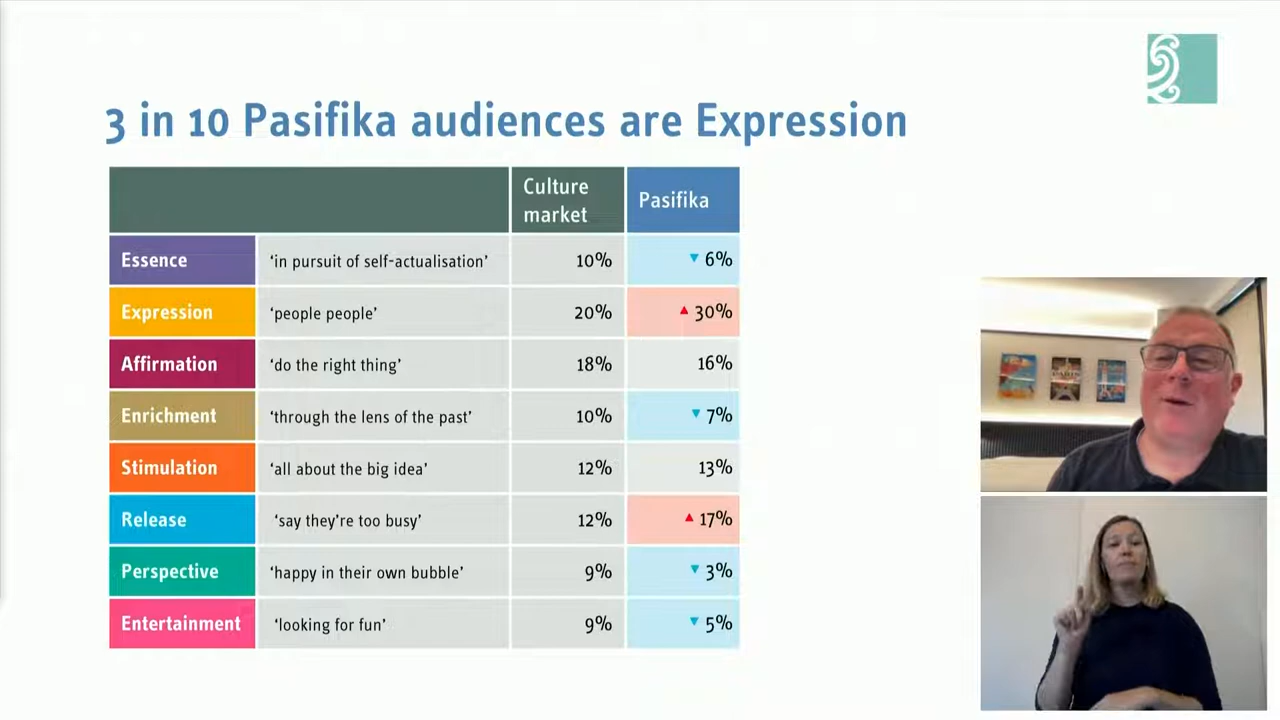 3 in 10 Pasifika audiences are Expression
Culture market Pasifika
Essence ‘in pursuit of self-actualisation’ 10% ▼ 6%
Expression ‘people people’ 20% ▲ 30%
Affirmation ‘do the right thing’ 18% 16%
Enrichment ‘through the lens of the past’ 10% ▼ 7%
Stimulation ‘all about the big idea’ 12% 13%
Release ‘say they’re too busy’ 12% ▲ 17%
Perspective ‘happy in their own bubble’ 9% ▼ 3%
Entertainment ‘looking for fun’ 9% ▼ 5%